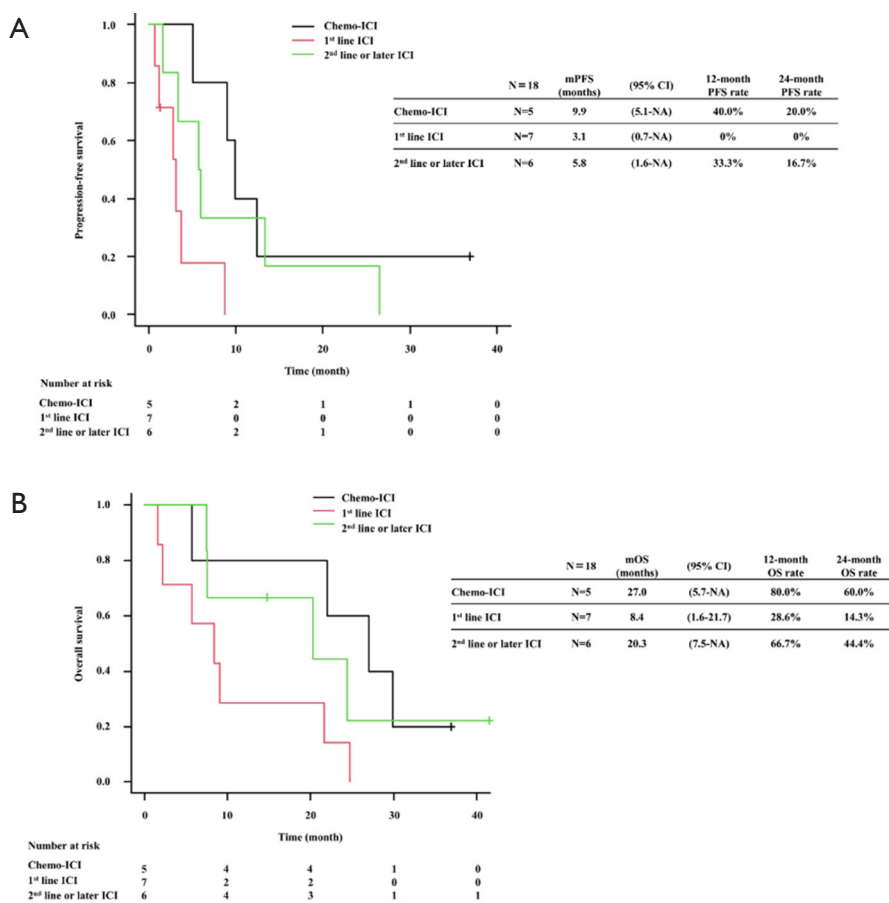 A
Chemo-ICI
1st line ICI
2nd line or later ICI
1.0
0.8
0.6
0.4
0.2
0.0
Progression-free survival
0 10 20 30 40
Time (month)
N=18 mPFS (months) (95% CI) 12-month PFS rate 24-month PFS rate
Chemo-ICI N=5 9.9 (5.1-NA) 40.0% 20.0%
1st line ICI N=7 3.1 (0.7-NA) 0% 0%
2nd line or later ICI N=6 5.8 (1.6-NA) 33.3% 16.7%
Number at risk
Chemo-ICI 5 2 1 1 0
1st line ICI 7 0 0 0 0
2nd line or later ICI 6 2 1 0 0
B
Chemo-ICI
1st line ICI
2nd line or later ICI
1.0
0.8
0.6
0.4
0.2
0.0
Overall survival
0 10 20 30 40
Time (month)
N=18 mOS (months) (95% CI) 12-month OS rate 24-month OS rate
Chemo-ICI N=5 27.0 (5.7-NA) 80.0% 60.0%
1st line ICI N=7 8.4 (1.6-21.7) 28.6% 14.3%
2nd line or later ICI N=6 20.3 (7.5-NA) 66.7% 44.4%
Number at risk
Chemo-ICI 5 4 4 1 0
1st line ICI 7 2 2 0 0
2nd line or later ICI 6 4 3 1 1